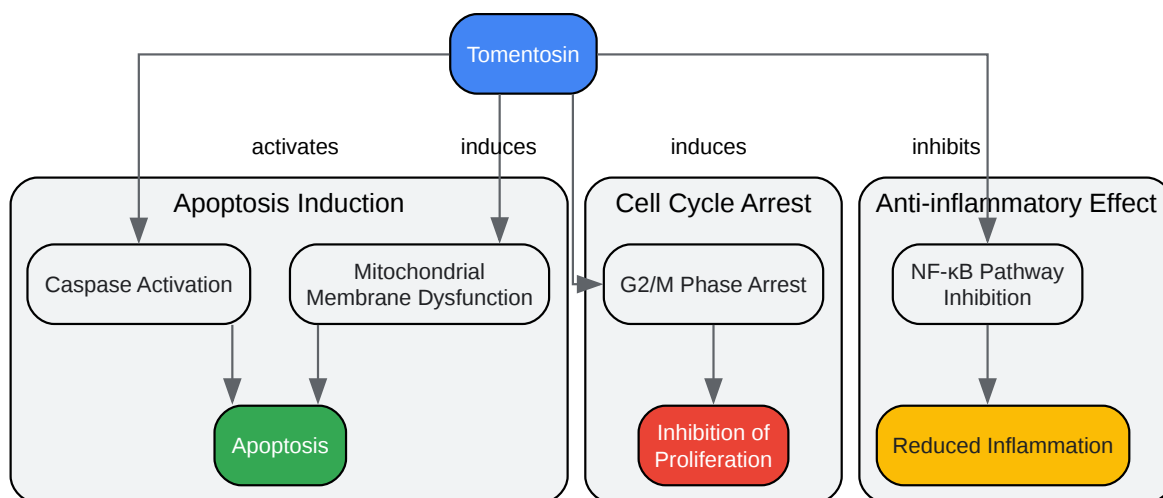 Tomentosin
activates
induces
induces
inhibits
Apoptosis Induction
Cell Cycle Arrest
Anti-inflammatory Effect
Caspase Activation
Mitochondrial
Membrane Dysfunction
G2/M Phase Arrest
NF-κB Pathway
Inhibition
Apoptosis
Inhibition of
Proliferation
Reduced Inflammation